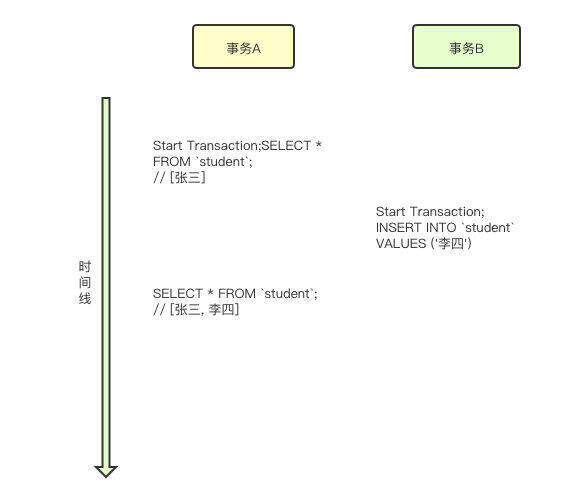 事务A
事务B
Start Transaction;SELECT *
FROM `student`;
// [张三]
Start Transaction;
INSERT INTO `student`
VALUES ('李四')
时
间
线
SELECT * FROM `student`;
// [张三, 李四]